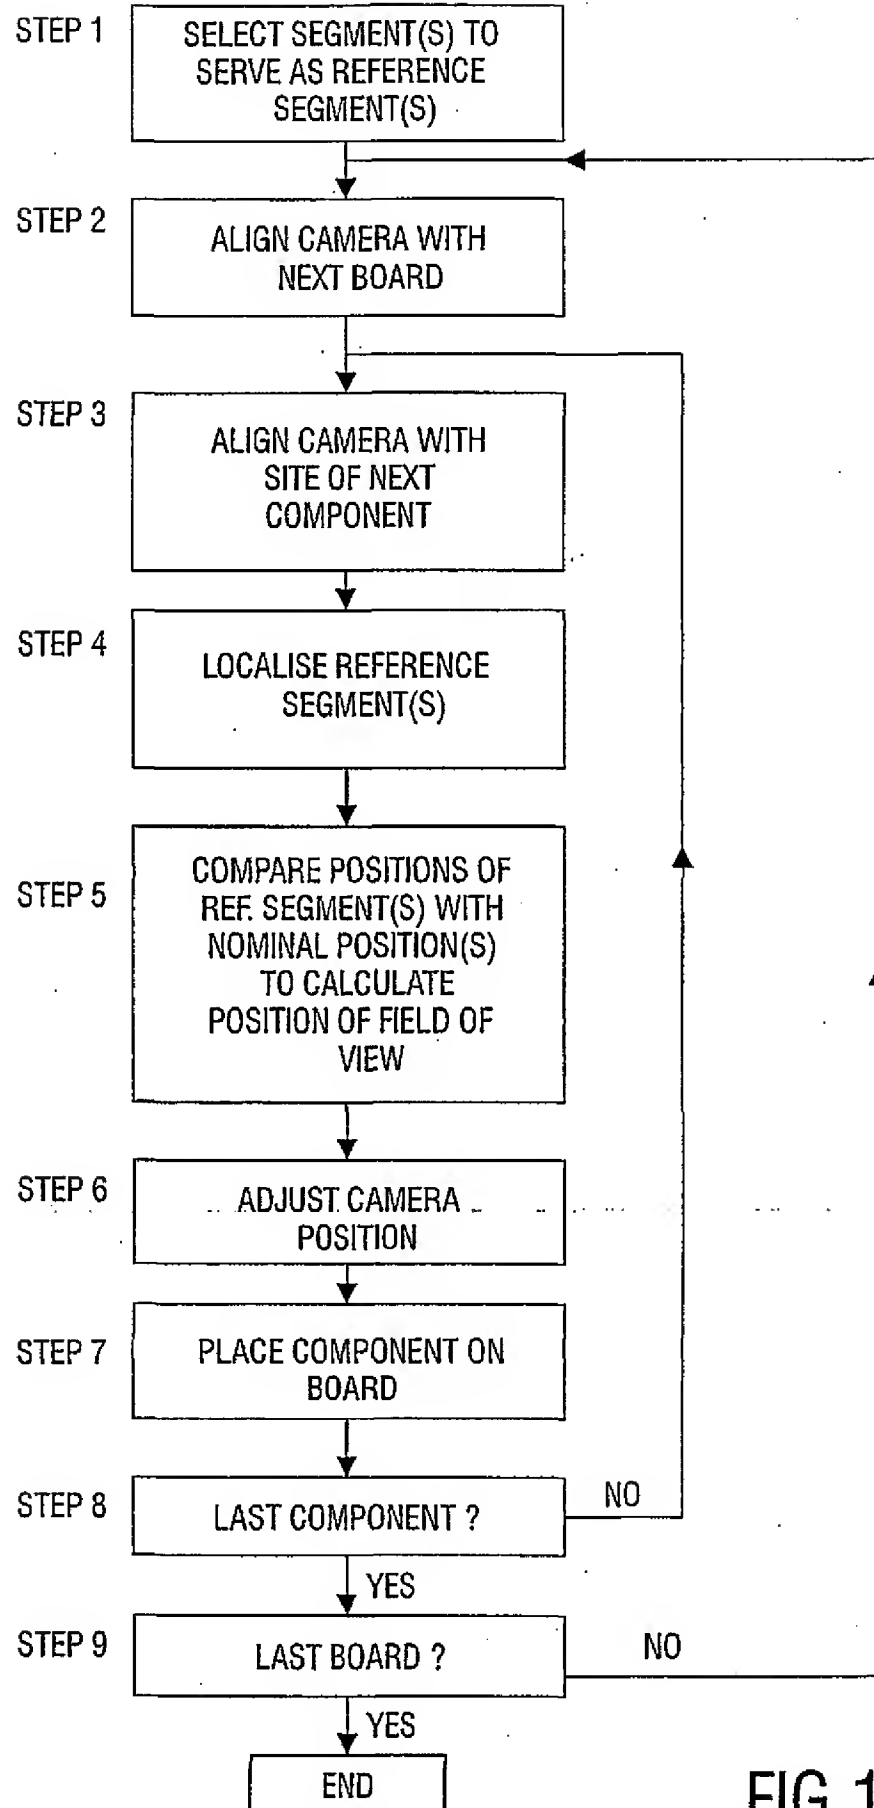 STEP 1
SELECT SEGMENT(S) TO
SERVE AS REFERENCE
SEGMENT(S)
STEP 2
ALIGN CAMERA WITH
NEXT BOARD
STEP 3
ALIGN CAMERA WITH
SITE OF NEXT
COMPONENT
STEP 4
LOCALISE REFERENCE
SEGMENT(S)
STEP 5
COMPARE POSITIONS OF
REF. SEGMENT(S) WITH
NOMINAL POSITION(S)
TO CALCULATE
POSITION OF FIELD OF
VIEW
STEP 6
ADJUST CAMERA
POSITION
STEP 7
PLACE COMPONENT ON
BOARD
STEP 8
LAST COMPONENT ?
NO
YES
STEP 9
LAST BOARD ?
NO
YES
END
FIG. 1